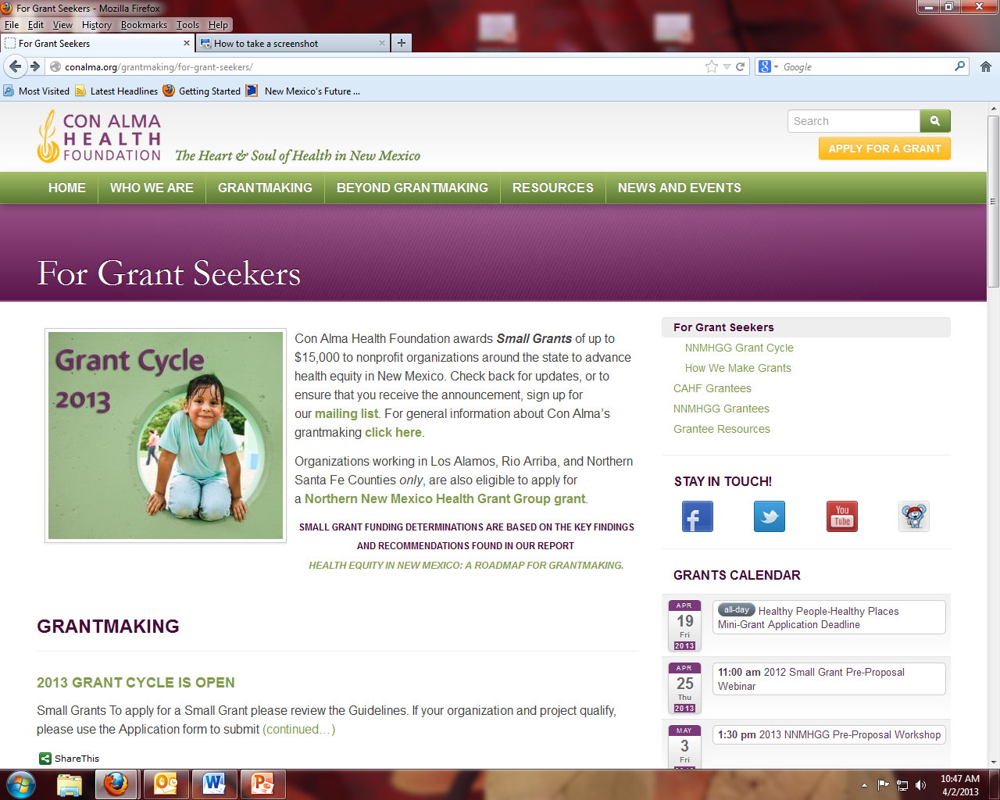 For Grant Seekers - Mozilla Firefox
File Edit View History Bookmarks Tools Help
For Grant Seekers
How to take a screenshot
conalma.org/grantmaking/for-grant-seekers/
Google
Most Visited
Latest Headlines
Getting Started
New Mexico's Future ...
CON ALMA
HEALTH
FOUNDATION
The Heart & Soul of Health in New Mexico
Search
APPLY FOR A GRANT
HOME
WHO WE ARE
GRANTMAKING
BEYOND GRANTMAKING
RESOURCES
NEWS AND EVENTS
For Grant Seekers
Grant Cycle
2013
Con Alma Health Foundation awards Small Grants of up to
$15,000 to nonprofit organizations around the state to advance
health equity in New Mexico. Check back for updates, or to
ensure that you receive the announcement, sign up for
our mailing list. For general information about Con Alma’s
grantmaking click here.
Organizations working in Los Alamos, Rio Arriba, and Northern
Santa Fe Counties only, are also eligible to apply for
a Northern New Mexico Health Grant Group grant.
SMALL GRANT FUNDING DETERMINATIONS ARE BASED ON THE KEY FINDINGS
AND RECOMMENDATIONS FOUND IN OUR REPORT
HEALTH EQUITY IN NEW MEXICO: A ROADMAP FOR GRANTMAKING.
GRANTMAKING
2013 GRANT CYCLE IS OPEN
Small Grants To apply for a Small Grant please review the Guidelines. If your organization and project qualify,
please use the Application form to submit (continued…)
ShareThis
For Grant Seekers
NNMHGG Grant Cycle
How We Make Grants
CAHF Grantees
NNMHGG Grantees
Grantee Resources
STAY IN TOUCH!
You
Tube
GRANTS CALENDAR
APR
19
Fri
2013
all-day Healthy People-Healthy Places
Mini-Grant Application Deadline
APR
25
Thu
2013
11:00 am 2012 Small Grant Pre-Proposal
Webinar
MAY
3
Fri
2013
1:30 pm 2013 NNMHGG Pre-Proposal Workshop
10:47 AM
4/2/2013